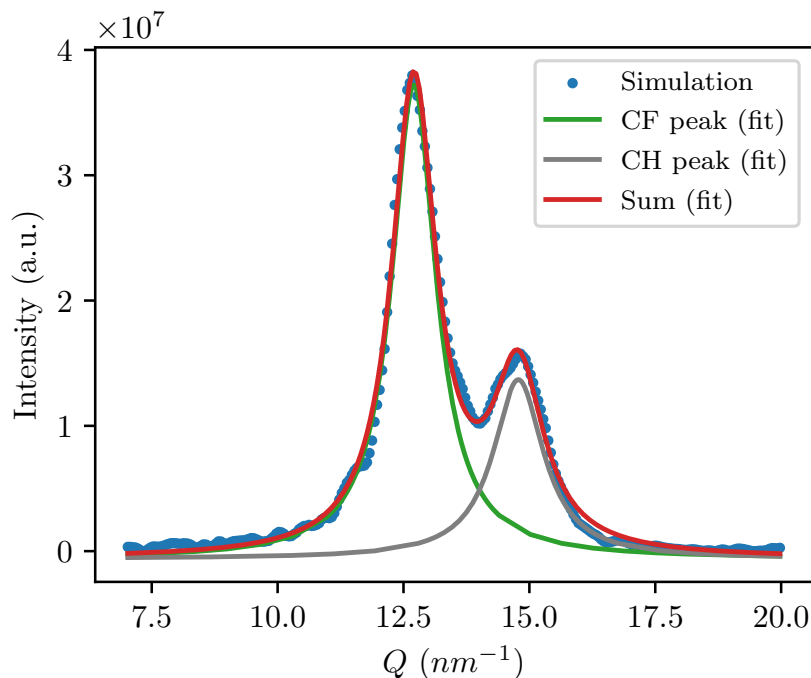 ×10⁷
4
3
2
1
0
Intensity (a.u.)
Simulation
CF peak (fit)
CH peak (fit)
Sum (fit)
7.5 10.0 12.5 15.0 17.5 20.0
Q (nm⁻¹)